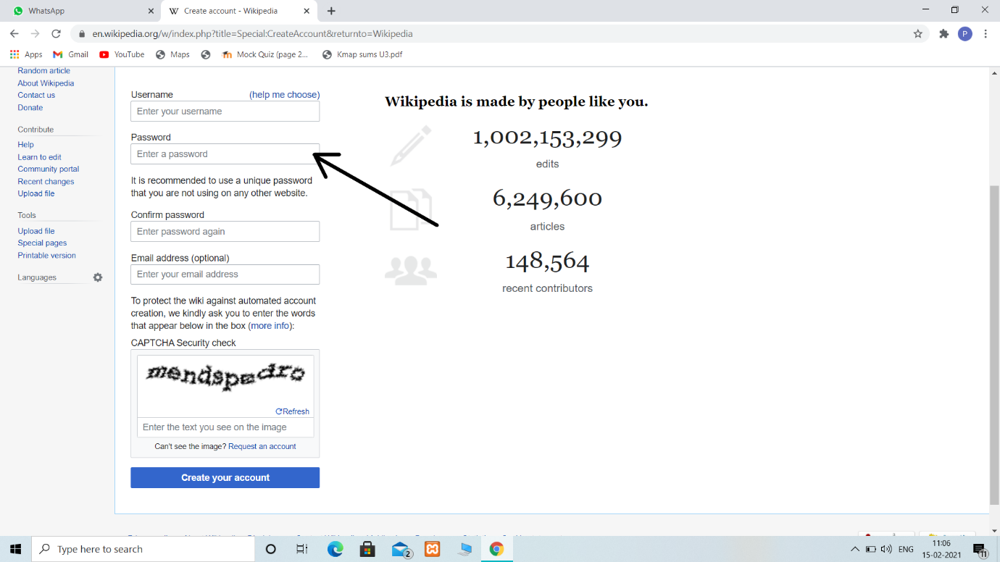 WhatsApp
Create account - Wikipedia
en.wikipedia.org/w/index.php?title=Special:CreateAccount&returnto=Wikipedia
P
Apps Gmail YouTube Maps Mock Quiz (page 2... Kmap sums U3.pdf
Random article
About Wikipedia
Contact us
Donate
Contribute
Help
Learn to edit
Community portal
Recent changes
Upload file
Tools
Upload file
Special pages
Printable version
Languages
Username (help me choose)
Enter your username
Password
Enter a password
It is recommended to use a unique password
that you are not using on any other website.
Confirm password
Enter password again
Email address (optional)
Enter your email address
To protect the wiki against automated account
creation, we kindly ask you to enter the words
that appear below in the box (more info):
CAPTCHA Security check
mendspedro
Refresh
Enter the text you see on the image
Can't see the image? Request an account
Create your account
Wikipedia is made by people like you.
1,002,153,299
edits
6,249,600
articles
148,564
recent contributors
Type here to search
2
ENG
11:06
15-02-2021
11